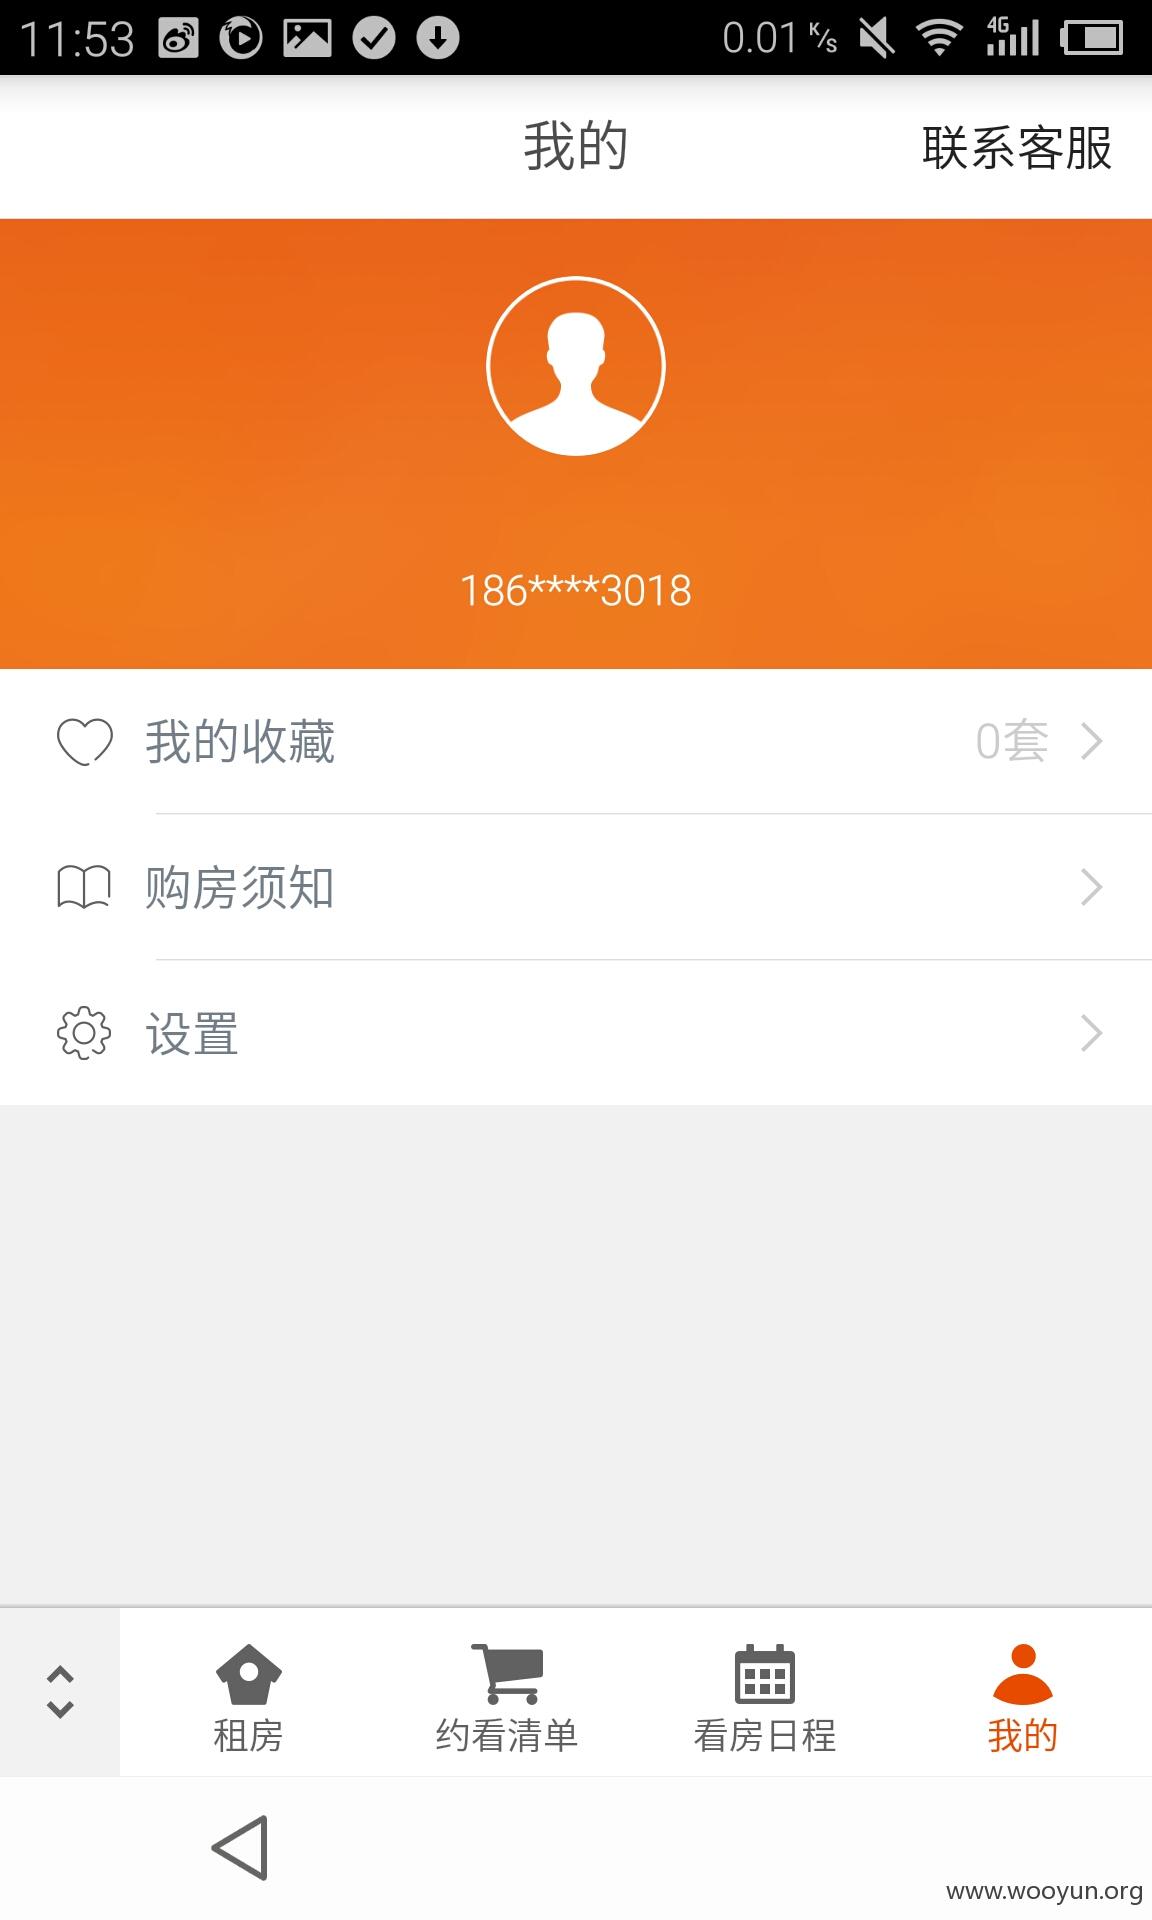 11:53 0.01 K/s 4G
我的 联系客服
186****3018
我的收藏 0套
购房须知
设置
租房 约看清单 看房日程 我的
www.wooyun.org